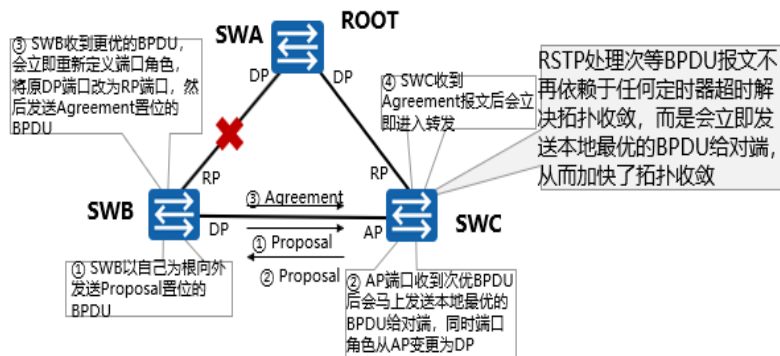 SWA
ROOT
③ SWB收到更优的BPDU,
会立即重新定义端口角色,
将原DP端口改为RP端口，然
后发送Agreement置位的
BPDU
DP
DP
④ SWC收到
Agreement报文后会立
即进入转发
RSTP处理次等BPDU报文不
再依赖于任何定时器超时解
决拓扑收敛，而是会立即发
送本地最优的BPDU给对端，
从而加快了拓扑收敛
RP
RP
SWB
③ Agreement
SWC
DP
AP
① Proposal
② Proposal
① SWB以自己为根向外
发送Proposal置位的
BPDU
② AP端口收到次优BPDU
后会马上发送本地最优的
BPDU给对端，同时端口
角色从AP变更为DP